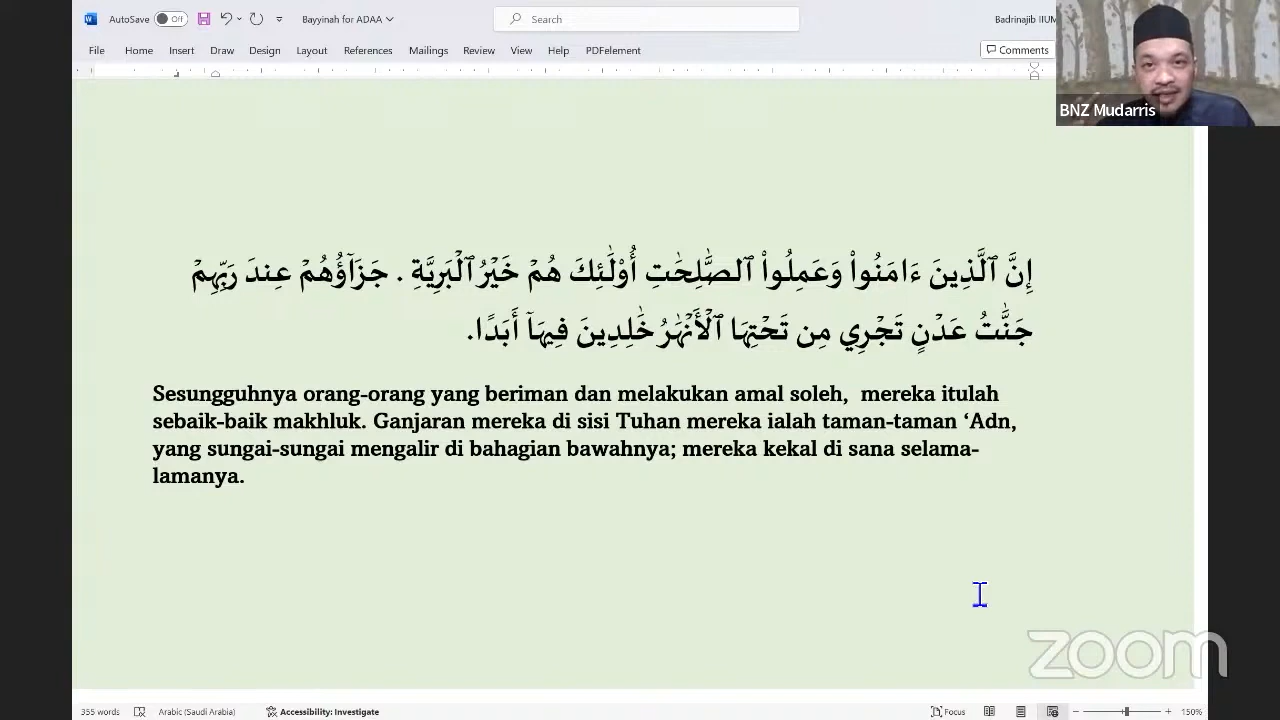 AutoSave Off Bayyinah for ADAA Search Badrinajib IIUM
File Home Insert Draw Design Layout References Mailings Review View Help PDFelement Comments
BNZ Mudarris
إِنَّ ٱلَّذِينَ ءَامَنُوا۟ وَعَمِلُوا۟ ٱلصَّٰلِحَٰتِ أُو۟لَٰٓئِكَ هُمْ خَيْرُ ٱلْبَرِيَّةِ . جَزَآؤُهُمْ عِندَ رَبِّهِمْ
جَنَّٰتُ عَدْنٍ تَجْرِي مِن تَحْتِهَا ٱلْأَنْهَٰرُ خَٰلِدِينَ فِيهَآ أَبَدًا.
Sesungguhnya orang-orang yang beriman dan melakukan amal soleh, mereka itulah
sebaik-baik makhluk. Ganjaran mereka di sisi Tuhan mereka ialah taman-taman ‘Adn,
yang sungai-sungai mengalir di bahagian bawahnya; mereka kekal di sana selama-
lamanya.
zoom
355 words Arabic (Saudi Arabia) Accessibility: Investigate Focus 150%